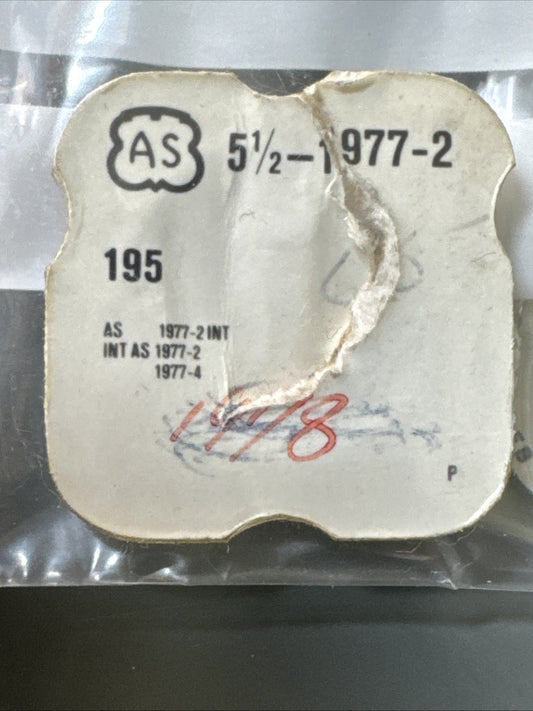 AS 5½-1977-2
195
AS 1977-2 INT
INT AS 1977-2
1977-4
P